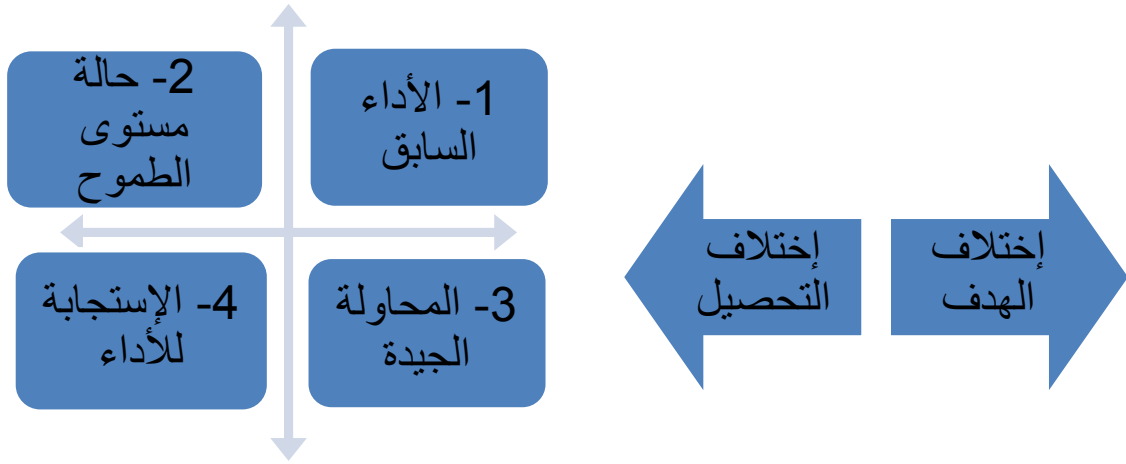 1- الأداء
السابق
2- حالة
مستوى
الطموح
3- المحاولة
الجيدة
4- الإستجابة
للأداء
إختلاف
الهدف
إختلاف
التحصيل